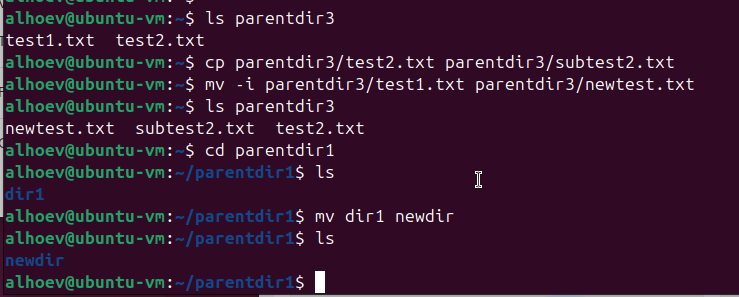 alhoev@ubuntu-vm:~$ ls parentdir3
test1.txt  test2.txt
alhoev@ubuntu-vm:~$ cp parentdir3/test2.txt parentdir3/subtest2.txt
alhoev@ubuntu-vm:~$ mv -i parentdir3/test1.txt parentdir3/newtest.txt
alhoev@ubuntu-vm:~$ ls parentdir3
newtest.txt  subtest2.txt  test2.txt
alhoev@ubuntu-vm:~$ cd parentdir1
alhoev@ubuntu-vm:~/parentdir1$ ls
dir1
alhoev@ubuntu-vm:~/parentdir1$ mv dir1 newdir
alhoev@ubuntu-vm:~/parentdir1$ ls
newdir
alhoev@ubuntu-vm:~/parentdir1$